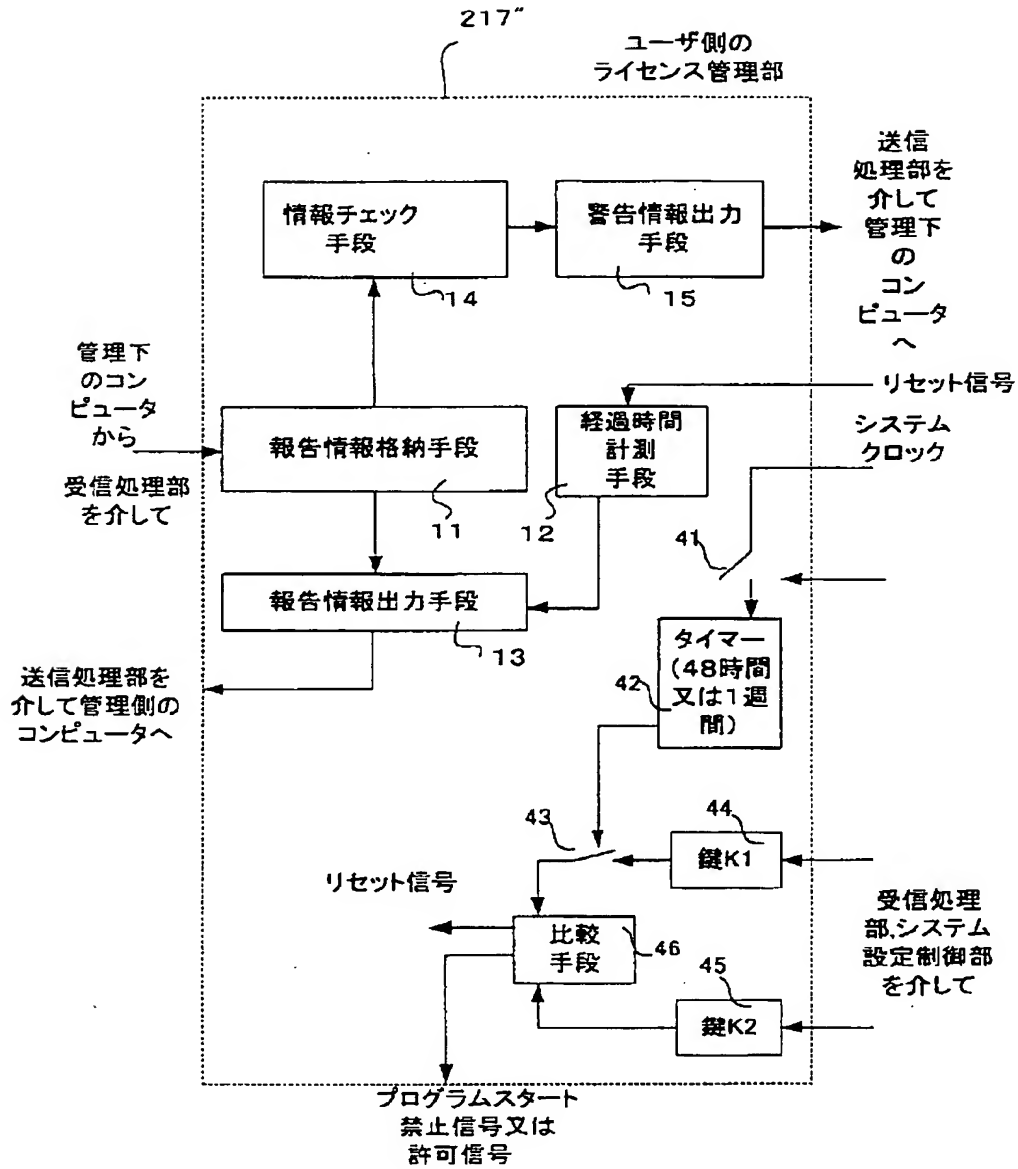 217"
ユーザ側の
ライセンス管理部
情報チェック
手段
14
警告情報出力
手段
15
送信
処理部を
介して
管理下
の
コン
ピュータ
へ
管理下
のコン
ピュータ
から
受信処理部
を介して
報告情報格納手段
11
経過時間
計測
手段
12
リセット信号
システム
クロック
41
報告情報出力手段
13
送信処理部を
介して管理側の
コンピュータへ
タイマー
(48時間
又は1週
間)
42
43
44
鍵K1
リセット信号
比較
手段
46
45
鍵K2
受信処理
部、システム
設定制御部
を介して
プログラムスタート
禁止信号又は
許可信号